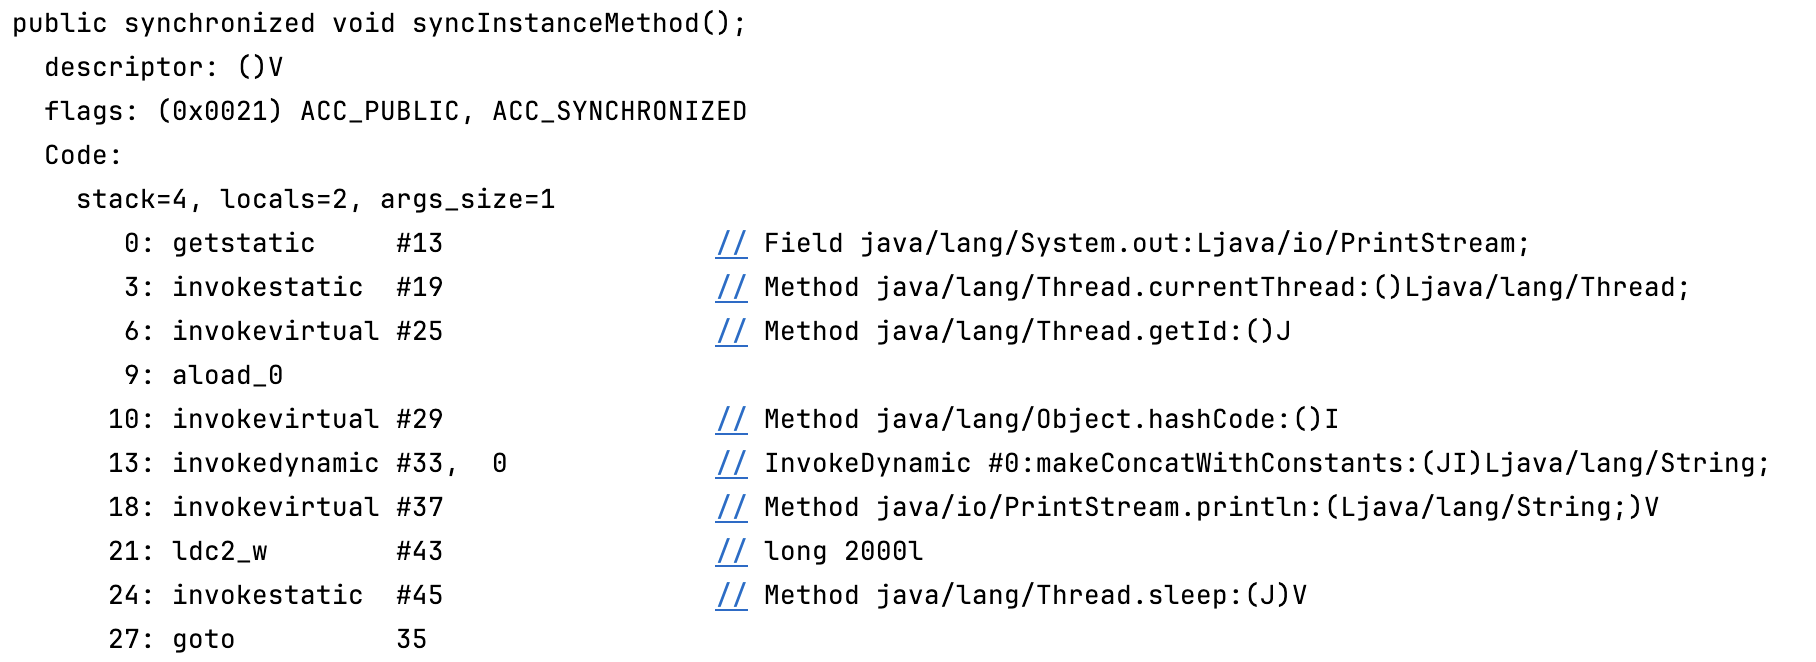 public synchronized void syncInstanceMethod();
descriptor: ()V
flags: (0x0021) ACC_PUBLIC, ACC_SYNCHRONIZED
Code:
stack=4, locals=2, args_size=1
0: getstatic #13 // Field java/lang/System.out:Ljava/io/PrintStream;
3: invokestatic #19 // Method java/lang/Thread.currentThread:()Ljava/lang/Thread;
6: invokevirtual #25 // Method java/lang/Thread.getId:()J
9: aload_0
10: invokevirtual #29 // Method java/lang/Object.hashCode:()I
13: invokedynamic #33, 0 // InvokeDynamic #0:makeConcatWithConstants:(JI)Ljava/lang/String;
18: invokevirtual #37 // Method java/io/PrintStream.println:(Ljava/lang/String;)V
21: ldc2_w #43 // long 2000l
24: invokestatic #45 // Method java/lang/Thread.sleep:(J)V
27: goto 35